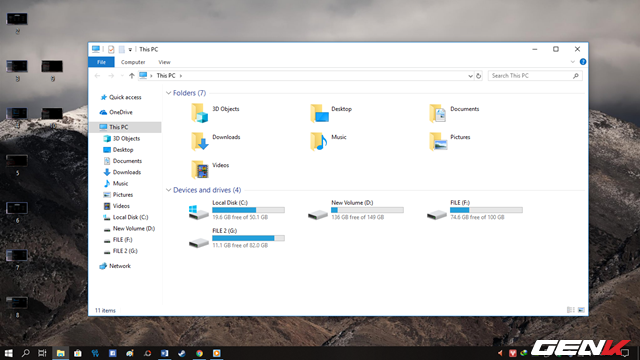 This PC
File Computer View
This PC
Search This PC
Quick access
OneDrive
This PC
3D Objects
Desktop
Documents
Downloads
Music
Pictures
Videos
Local Disk (C:)
New Volume (D:)
FILE (F:)
FILE 2 (G:)
Network
Folders (7)
3D Objects Desktop Documents
Downloads Music Pictures
Videos
Devices and drives (4)
Local Disk (C:) New Volume (D:) FILE (F:)
19.6 GB free of 50.1 GB 136 GB free of 149 GB 74.6 GB free of 100 GB
FILE 2 (G:)
11.1 GB free of 82.0 GB
11 items
5
6
7
8
GENK